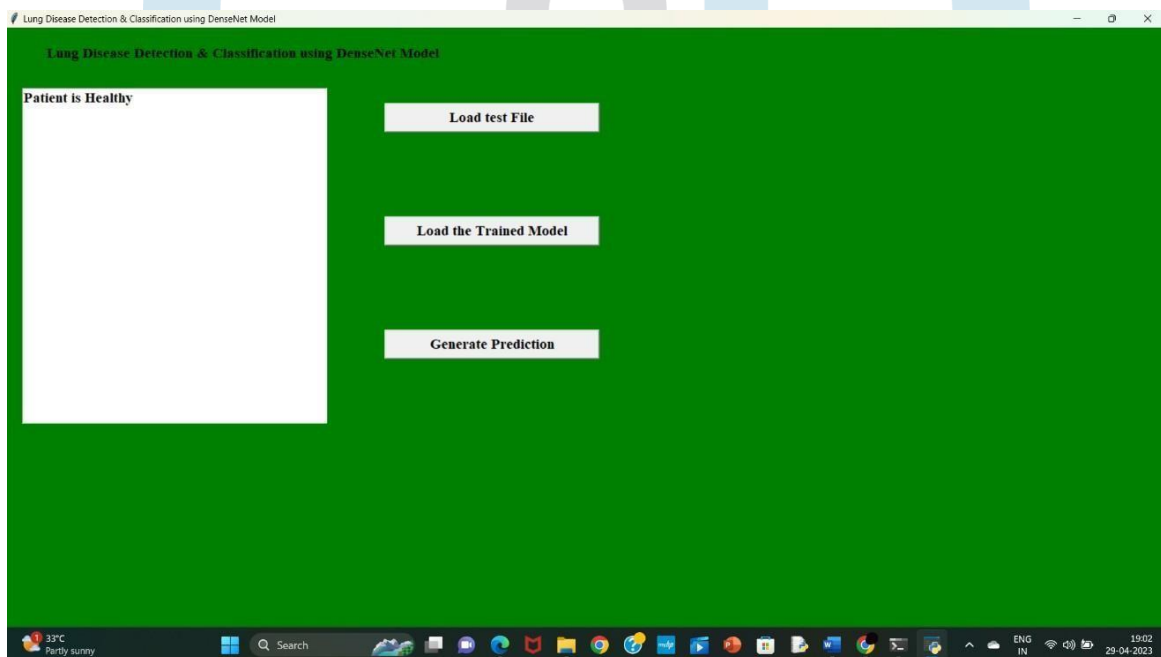 Lung Disease Detection & Classification using DenseNet Model
Lung Disease Detection & Classification using DenseNet Model
Patient is Healthy
Load test File
Load the Trained Model
Generate Prediction
1
33°C
Partly sunny
Search
ENG
IN
19:02
29-04-2023